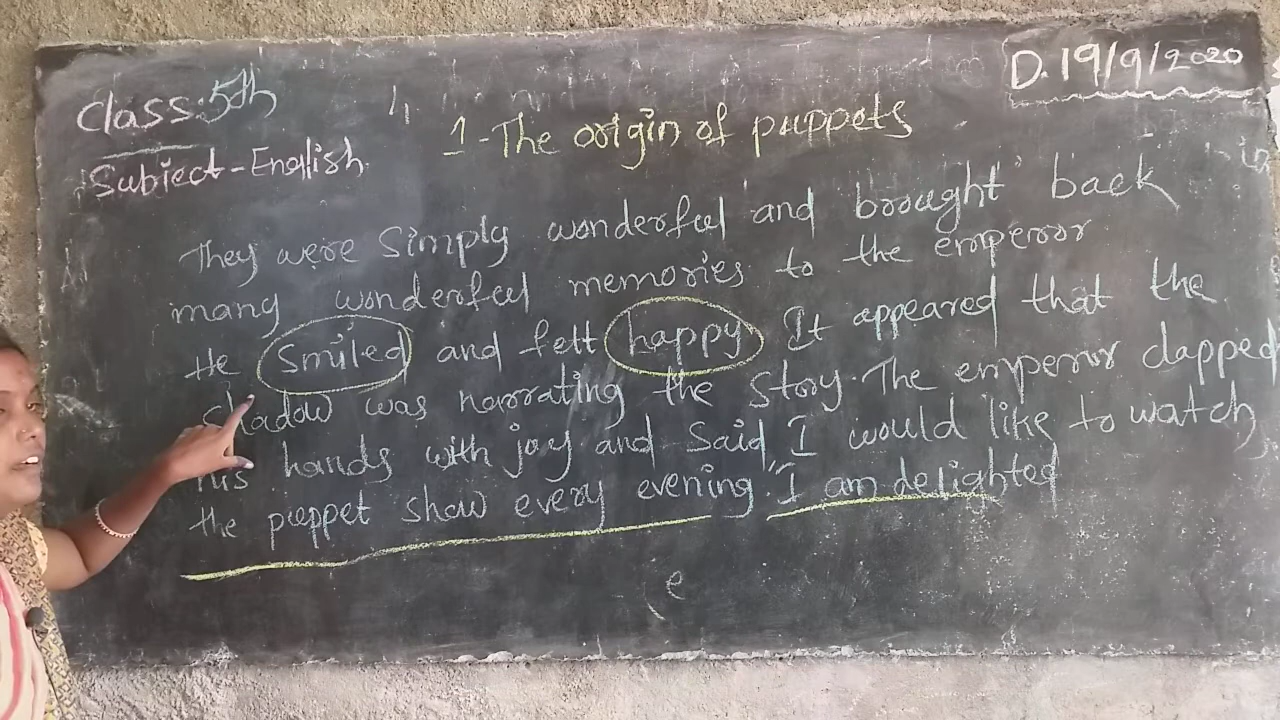 Class:5th
D. 19/9/2020
1-The origin of puppets
Subject-English.
They were Simply wonderful and brought back
many wonderful memories to the emperor
He Smiled and felt happy It appeared that the
Shadow was narrating the Story. The emperor clapped
his hands with joy and Said, I would like to watch
the puppet show every evening. "I am delighted
e